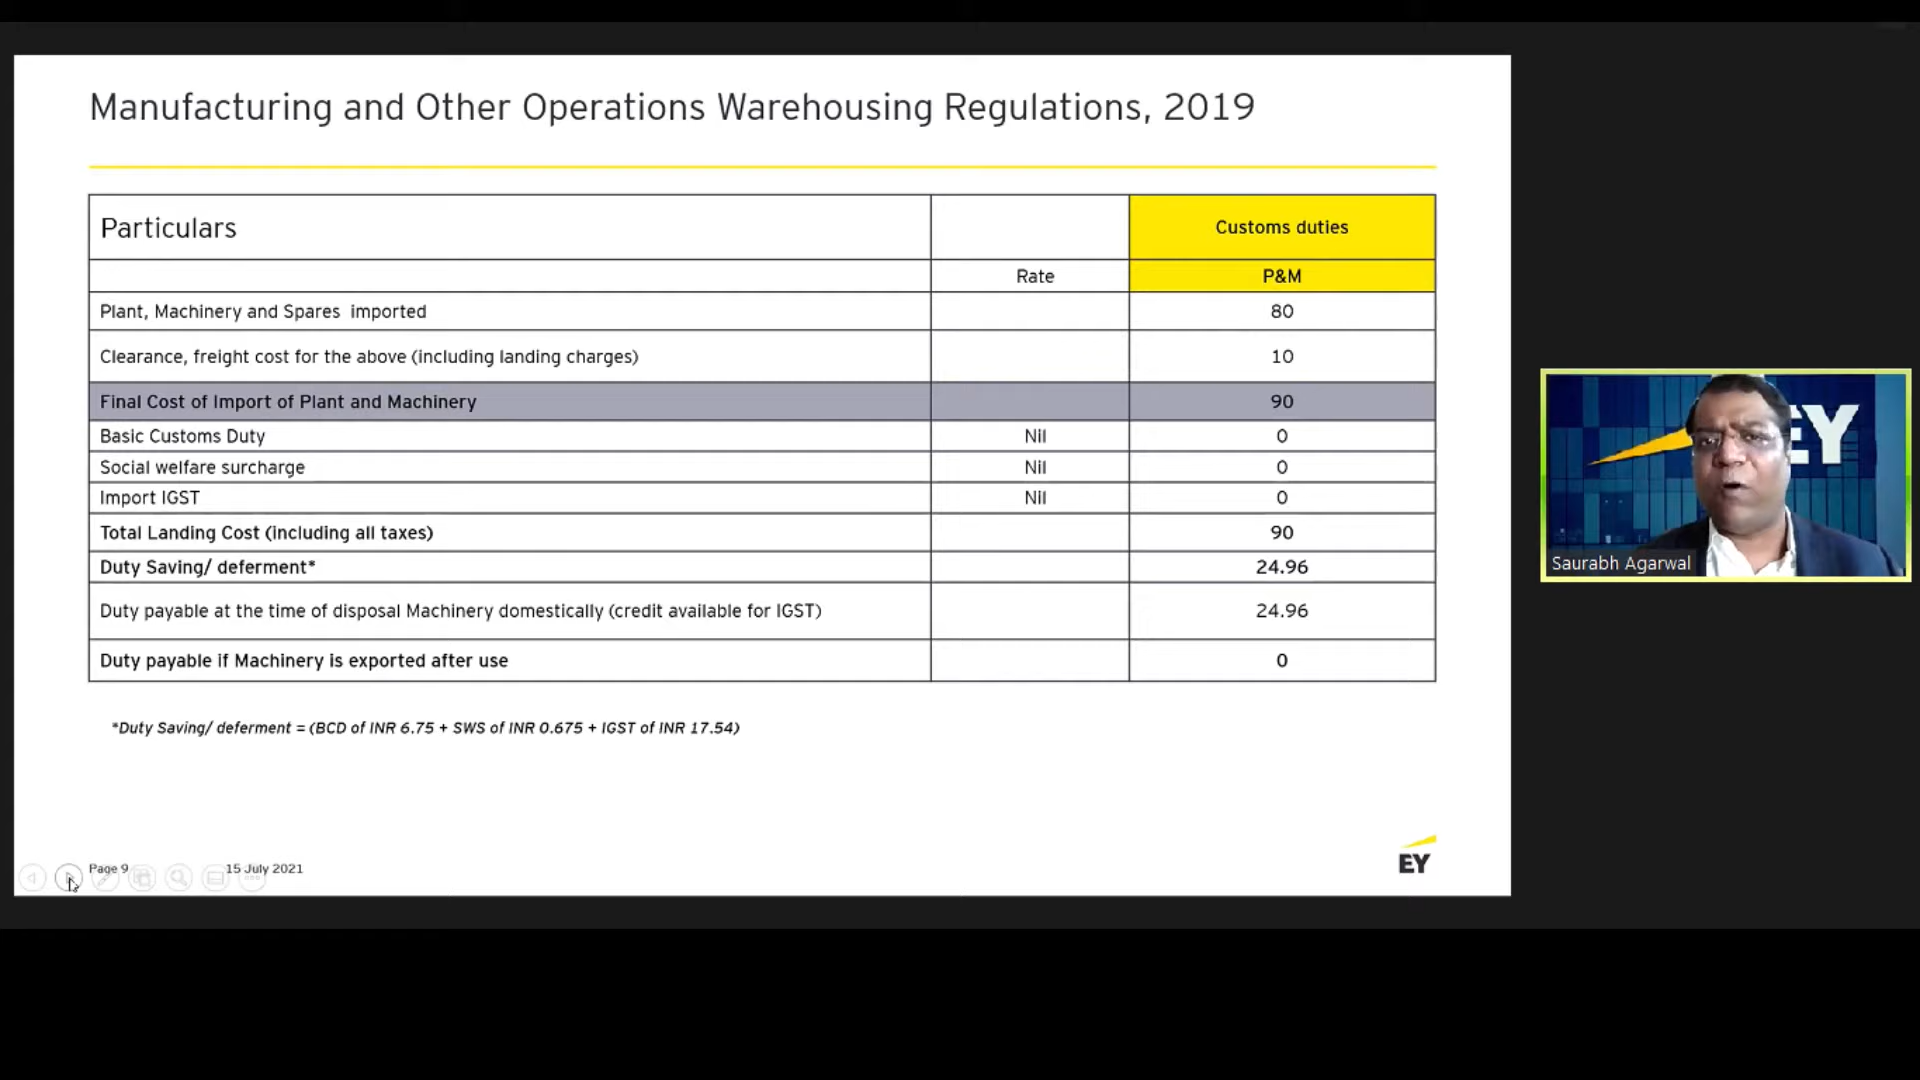 Manufacturing and Other Operations Warehousing Regulations, 2019
Particulars Customs duties
Rate P&M
Plant, Machinery and Spares imported 80
Clearance, freight cost for the above (including landing charges) 10
Final Cost of Import of Plant and Machinery 90
Basic Customs Duty Nil 0
Social welfare surcharge Nil 0
Import IGST Nil 0
Total Landing Cost (including all taxes) 90
Duty Saving/ deferment* 24.96
Duty payable at the time of disposal Machinery domestically (credit available for IGST) 24.96
Duty payable if Machinery is exported after use 0
*Duty Saving/ deferment = (BCD of INR 6.75 + SWS of INR 0.675 + IGST of INR 17.54)
Page 9 15 July 2021
EY
EY
Saurabh Agarwal